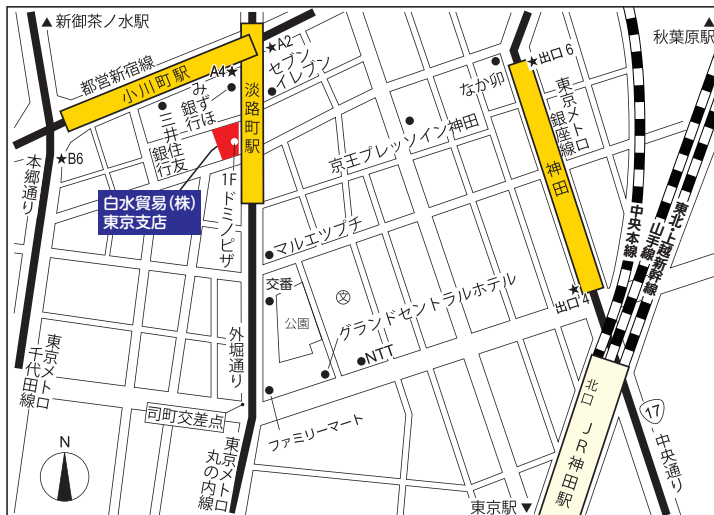 ▲新御茶ノ水駅
秋葉原駅▲
都営新宿線
小川町駅
A4★
★A2
セブン
イレブン
みずほ
銀行
三井住友
銀行
淡路町駅
★B6
本郷通り
白水貿易(株)
東京支店
1Fドミノピザ
なか卯
★出口6
東京メトロ
銀座線
京王プレッソイン神田
神田
中央本線
山手線
東北・上越新幹線
マルエツプチ
交番
公園
文
グランドセントラルホテル
★
出口4
NTT
外堀通り
東京メトロ
千代田線
司町交差点
ファミリーマート
東京メトロ
丸の内線
N
北口
JR神田駅
17
中央通り
東京駅▼